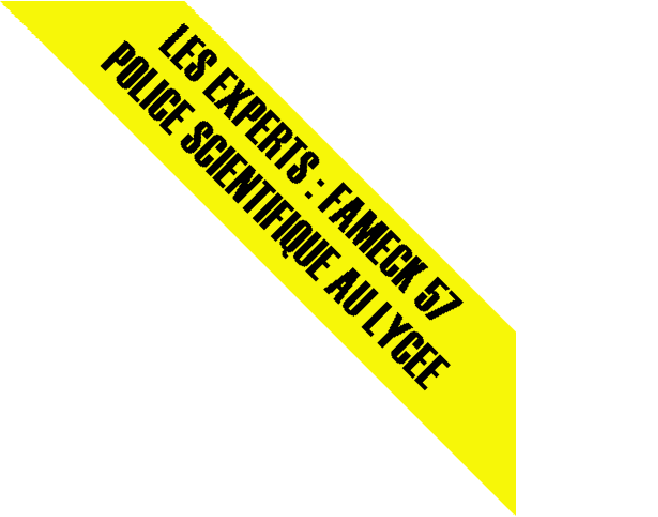 LES EXPERTS : FAMECK 57
POLICE SCIENTIFIQUE AU LYCEE